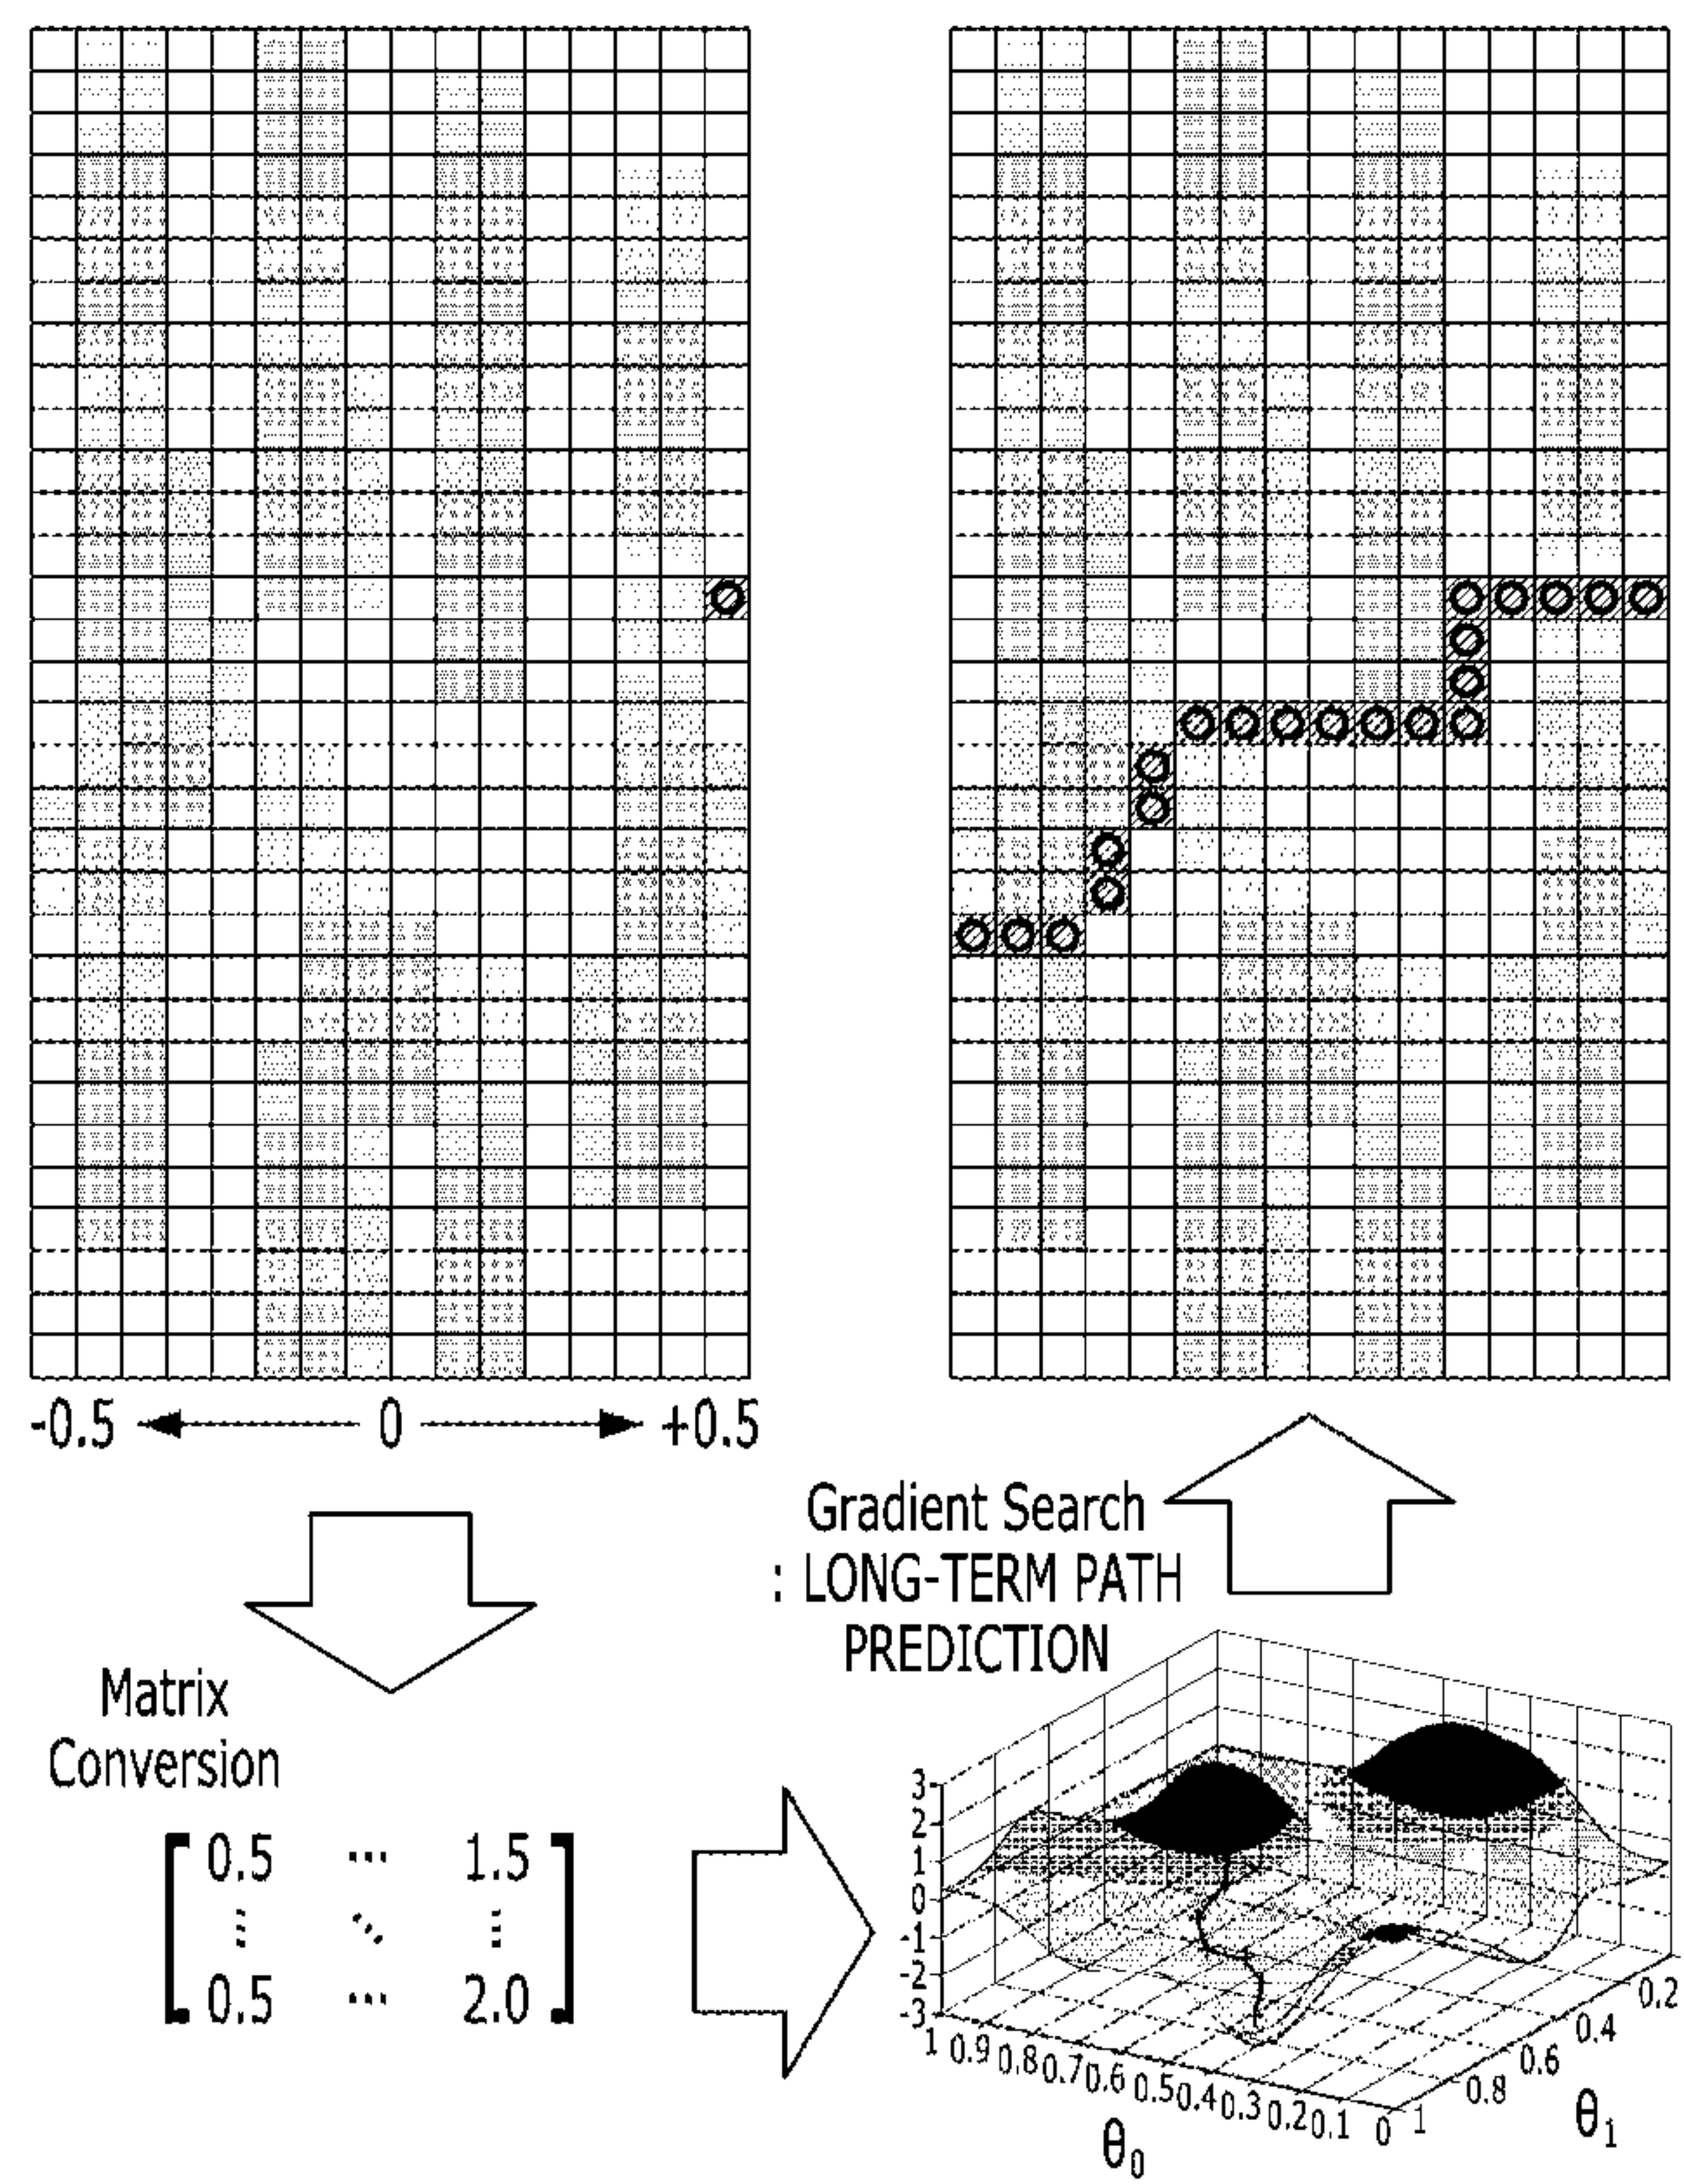 -0.5 0 +0.5
Gradient Search
: LONG-TERM PATH
PREDICTION
Matrix
Conversion
0.5 ... 1.5
⋮ ⋱ ⋮
0.5 ... 2.0
3
2
1
0
-1
-2
-3
1 0.9 0.8 0.7 0.6 0.5 0.4 0.3 0.2 0.1 0
θ0
1 0.8 0.6 0.4 0.2
θ1